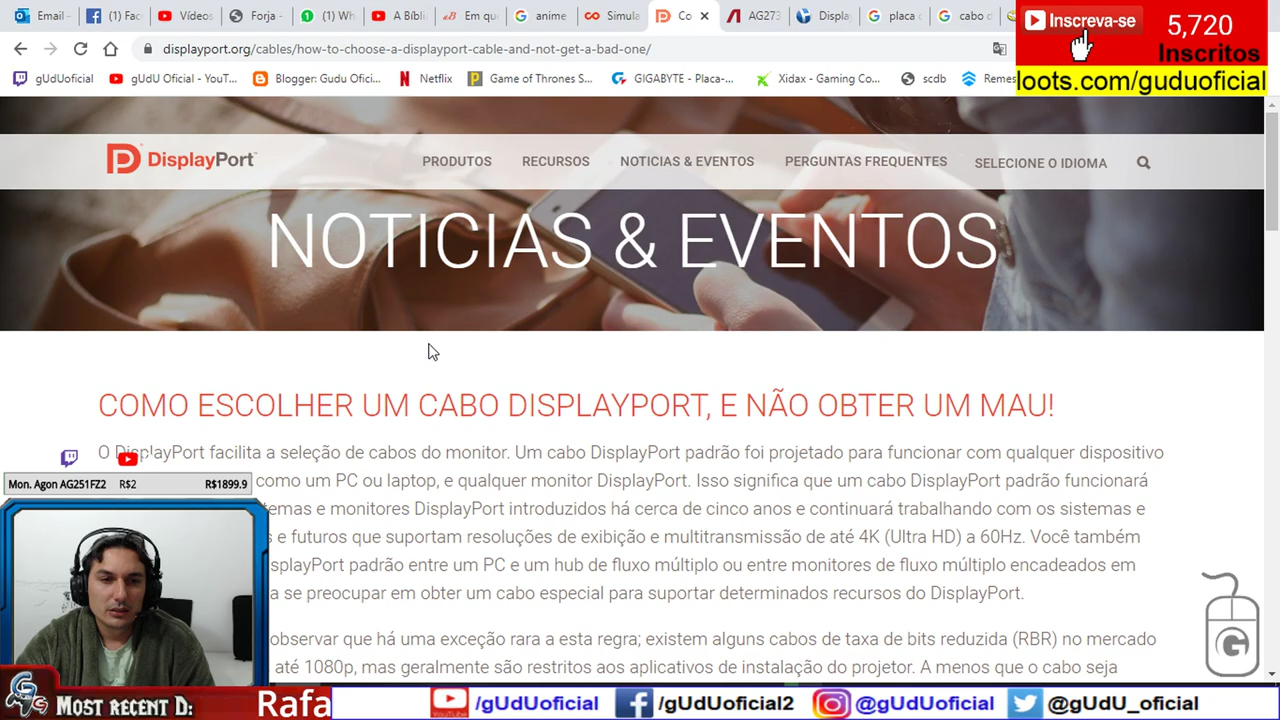 Email -
(1) Fac
Vídeos
Forja -
(1) Wh
A Bíbli
Em que
anime
Simula
Co
AG273
Displa
placa
cabo d
displayport.org/cables/how-to-choose-a-displayport-cable-and-not-get-a-bad-one/
Inscreva-se
5,720
Inscritos
loots.com/guduoficial
gUdUoficial
gUdU Oficial - YouT...
Blogger: Gudu Ofici...
Netflix
Game of Thrones S...
GIGABYTE - Placa-...
Xidax - Gaming Co...
scdb
Remes
DisplayPort
PRODUTOS
RECURSOS
NOTICIAS & EVENTOS
PERGUNTAS FREQUENTES
SELECIONE O IDIOMA
NOTICIAS & EVENTOS
COMO ESCOLHER UM CABO DISPLAYPORT, E NÃO OBTER UM MAU!
O DisplayPort facilita a seleção de cabos do monitor. Um cabo DisplayPort padrão foi projetado para funcionar com qualquer dispositivo
como um PC ou laptop, e qualquer monitor DisplayPort. Isso significa que um cabo DisplayPort padrão funcionará
emas e monitores DisplayPort introduzidos há cerca de cinco anos e continuará trabalhando com os sistemas e
s e futuros que suportam resoluções de exibição e multitransmissão de até 4K (Ultra HD) a 60Hz. Você também
splayPort padrão entre um PC e um hub de fluxo múltiplo ou entre monitores de fluxo múltiplo encadeados em
a se preocupar em obter um cabo especial para suportar determinados recursos do DisplayPort.
observar que há uma exceção rara a esta regra; existem alguns cabos de taxa de bits reduzida (RBR) no mercado
até 1080p, mas geralmente são restritos aos aplicativos de instalação do projetor. A menos que o cabo seja
Mon. Agon AG251FZ2 R$2 R$1899.9
Most recent D:
Rafa
/gUdUoficial
/gUdUoficial2
@gUdUoficial
@gUdU_oficial